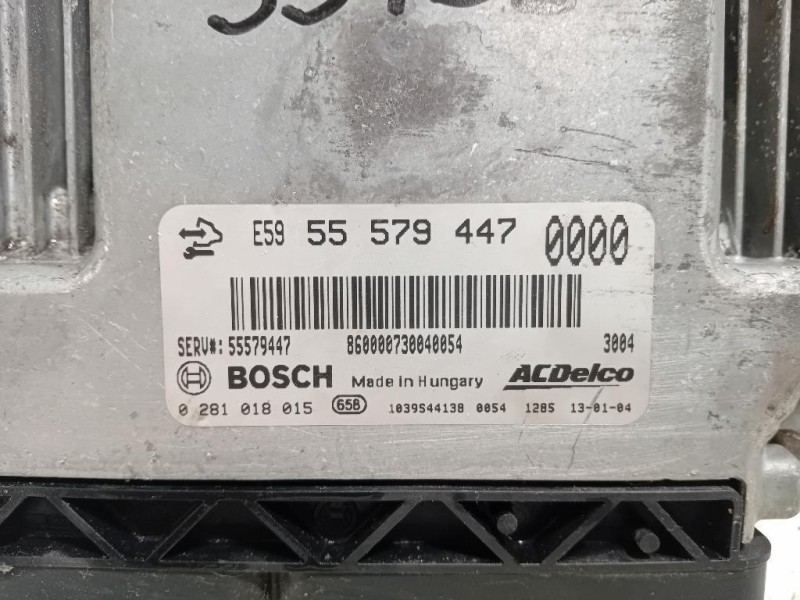 E59 55 579 447 0000
SERV#: 55579447 860000730040054 3004
BOSCH Made in Hungary ACDelco
0 281 018 015 658 1039S44138 0054 1285 13-01-04